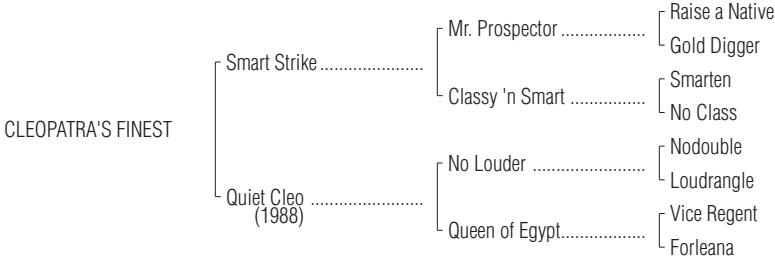 Raise a Native
Mr. Prospector ......................
Gold Digger
Smart Strike ......................
Smarten
Classy 'n Smart ................
No Class
CLEOPATRA'S FINEST
Nodouble
No Louder ........................
Loudrangle
Quiet Cleo ........................
(1988)
Vice Regent
Queen of Egypt..................
Forleana